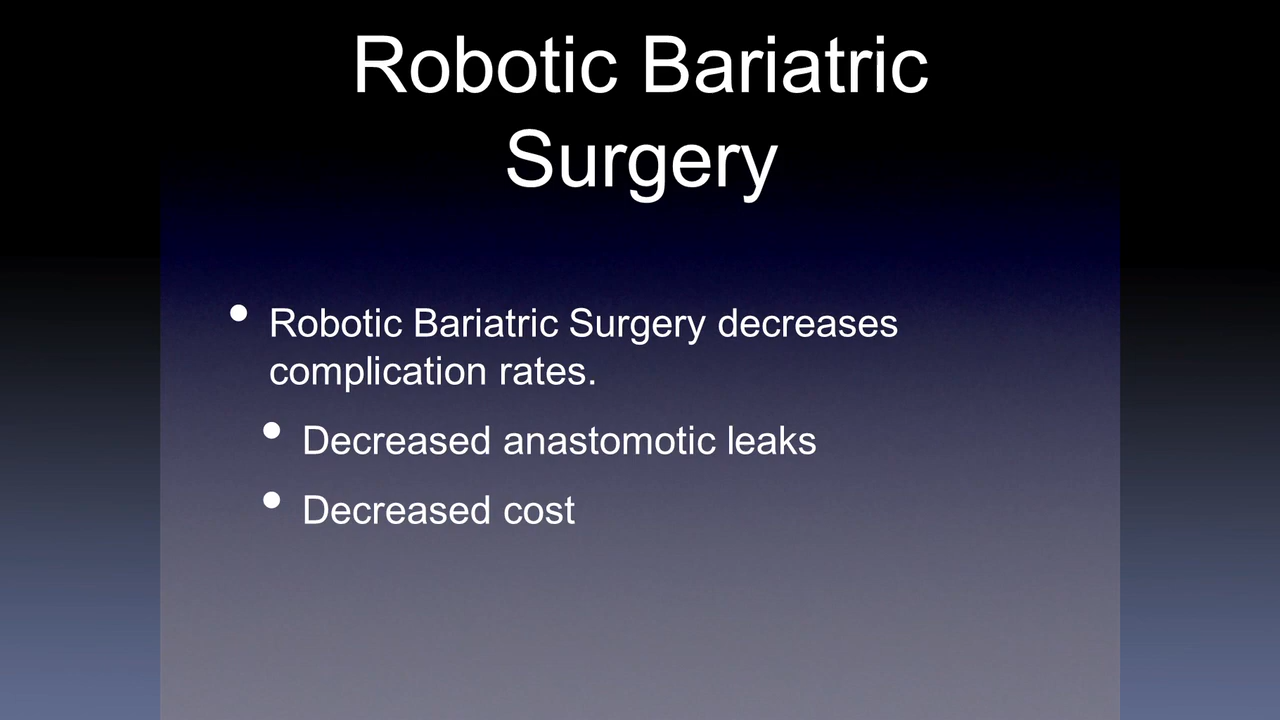 Robotic Bariatric
Surgery
• Robotic Bariatric Surgery decreases
complication rates.
• Decreased anastomotic leaks
• Decreased cost